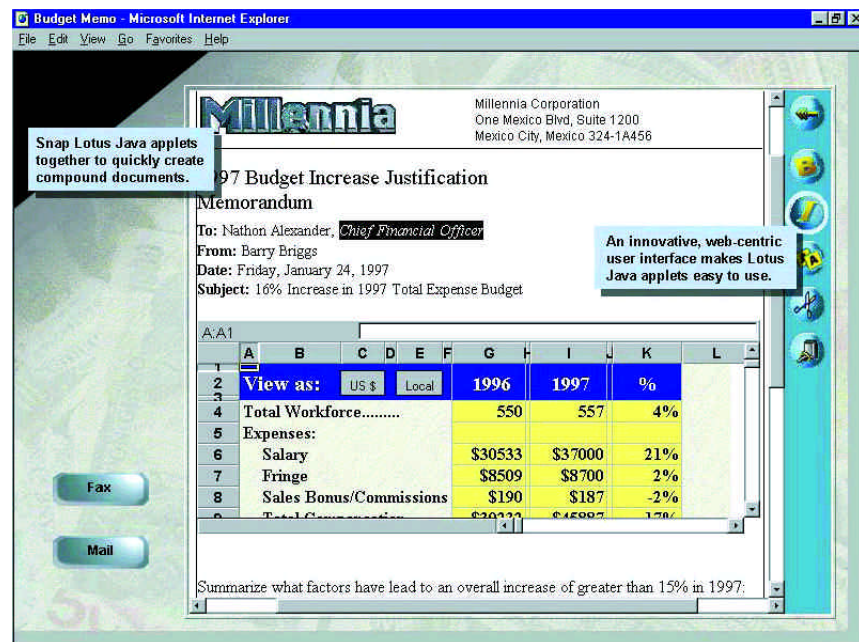 Budget Memo - Microsoft Internet Explorer
File Edit View Go Favorites Help
Millennia
Millennia Corporation
One Mexico Blvd, Suite 1200
Mexico City, Mexico 324-1A456
Snap Lotus Java applets
together to quickly create
compound documents.
997 Budget Increase Justification
Memorandum
To: Nathon Alexander, Chief Financial Officer
From: Barry Briggs
Date: Friday, January 24, 1997
Subject: 16% Increase in 1997 Total Expense Budget
An innovative, web-centric
user interface makes Lotus
Java applets easy to use.
B
I
A:A1
A B C D E F G H I J K L
1
2 View as: US $ Local 1996 1997 %
3
4 Total Workforce......... 550 557 4%
5 Expenses:
6 Salary $30533 $37000 21%
7 Fringe $8509 $8700 2%
8 Sales Bonus/Commissions $190 $187 -2%
9 Total Compensation 17%
Fax
Mail
Summarize what factors have lead to an overall increase of greater than 15% in 1997: